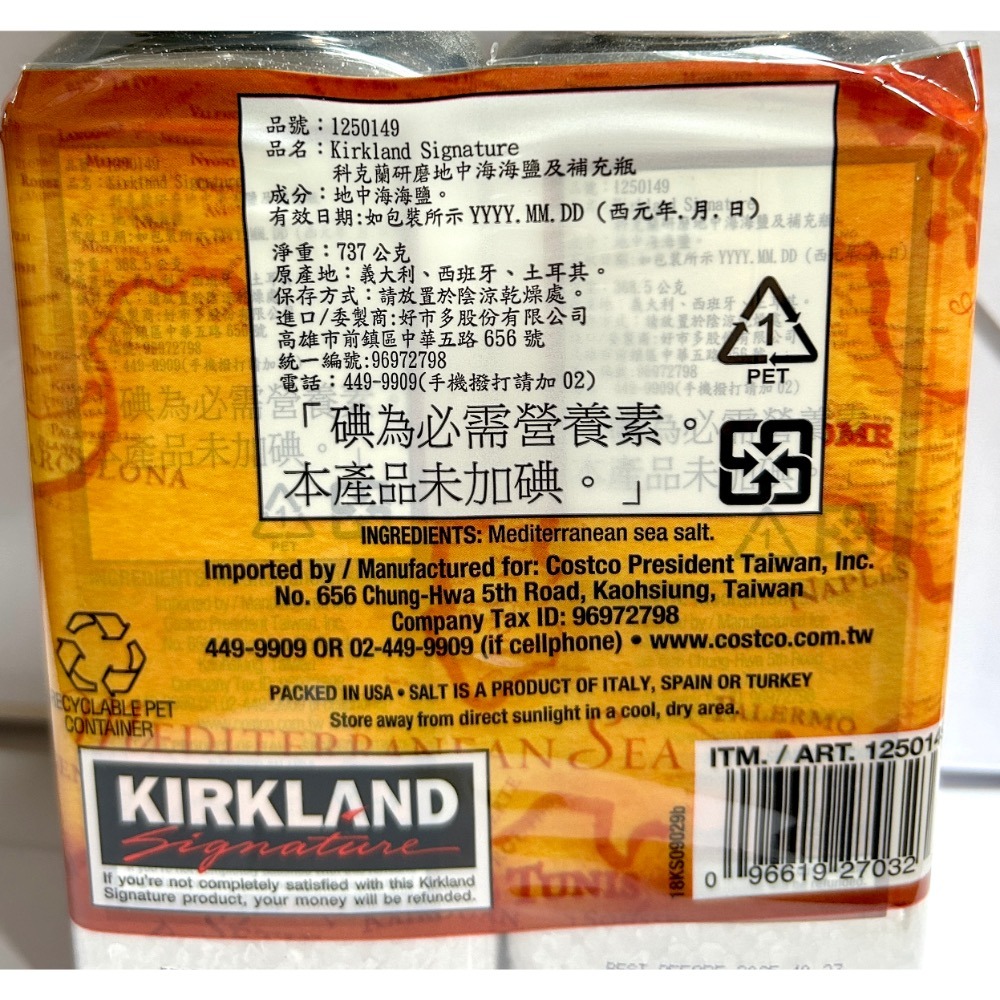 品號：1250149
品名：Kirkland Signature
科克蘭研磨地中海海鹽及補充瓶
成分：地中海海鹽。
有效日期:如包裝所示 YYYY.MM.DD（西元年.月.日）
淨重：737 公克
原產地：義大利、西班牙、土耳其。
保存方式：請放置於陰涼乾燥處。
進口/委製商:好市多股份有限公司
高雄市前鎮區中華五路 656 號
統一編號:96972798
電話：449-9909(手機撥打請加 02)
「碘為必需營養素。
本產品未加碘。」
1
PET
OME
LONA
INGREDIENTS: Mediterranean sea salt.
Imported by / Manufactured for: Costco President Taiwan, Inc.
No. 656 Chung-Hwa 5th Road, Kaohsiung, Taiwan
Company Tax ID: 96972798
449-9909 OR 02-449-9909 (if cellphone) • www.costco.com.tw
NAPLES
PACKED IN USA • SALT IS A PRODUCT OF ITALY, SPAIN OR TURKEY
Store away from direct sunlight in a cool, dry area.
ECYCLABLE PET
CONTAINER
PALERMO
MEDITERRANEAN SEA
TUNIS
ITM. / ART. 125014
18KS09029b
0 96619 27032
KIRKLAND
Signature
If you're not completely satisfied with this Kirkland
Signature product, your money will be refunded.